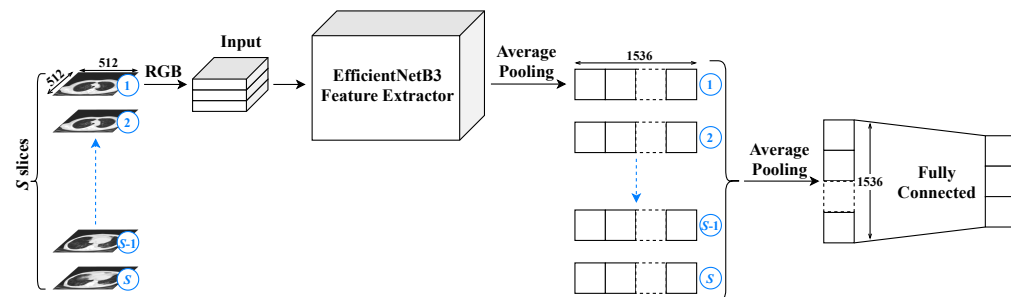 S slices
512
512
1
2
S-1
S
RGB
Input
EfficientNetB3
Feature Extractor
Average
Pooling
1536
1
2
S-1
S
Average
Pooling
1536
Fully
Connected